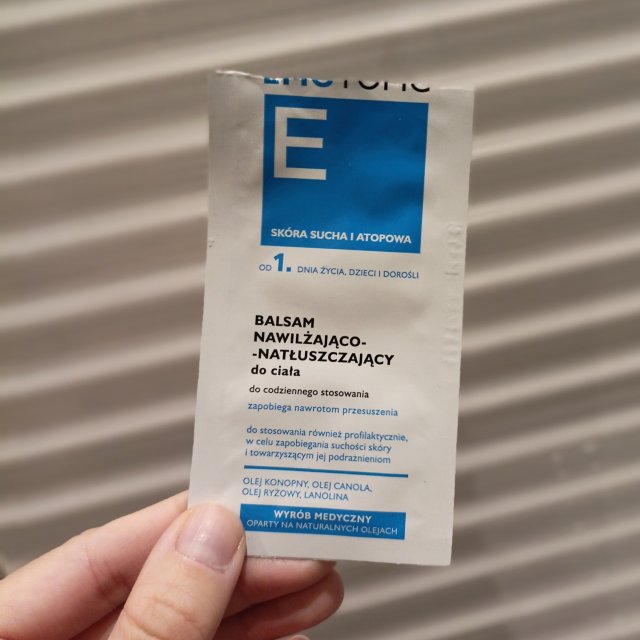 E
SKÓRA SUCHA I ATOPOWA
OD 1. DNIA ŻYCIA, DZIECI I DOROŚLI
BALSAM
NAWILŻAJĄCO-
-NATŁUSZCZAJĄCY
do ciała
do codziennego stosowania
zapobiega nawrotom przesuszenia
do stosowania również profilaktycznie,
w celu zapobiegania suchości skóry
i towarzyszącym jej podrażnieniom
OLEJ KONOPNY, OLEJ CANOLA,
OLEJ RYŻOWY, LANOLINA
WYRÓB MEDYCZNY
OPARTY NA NATURALNYCH OLEJACH